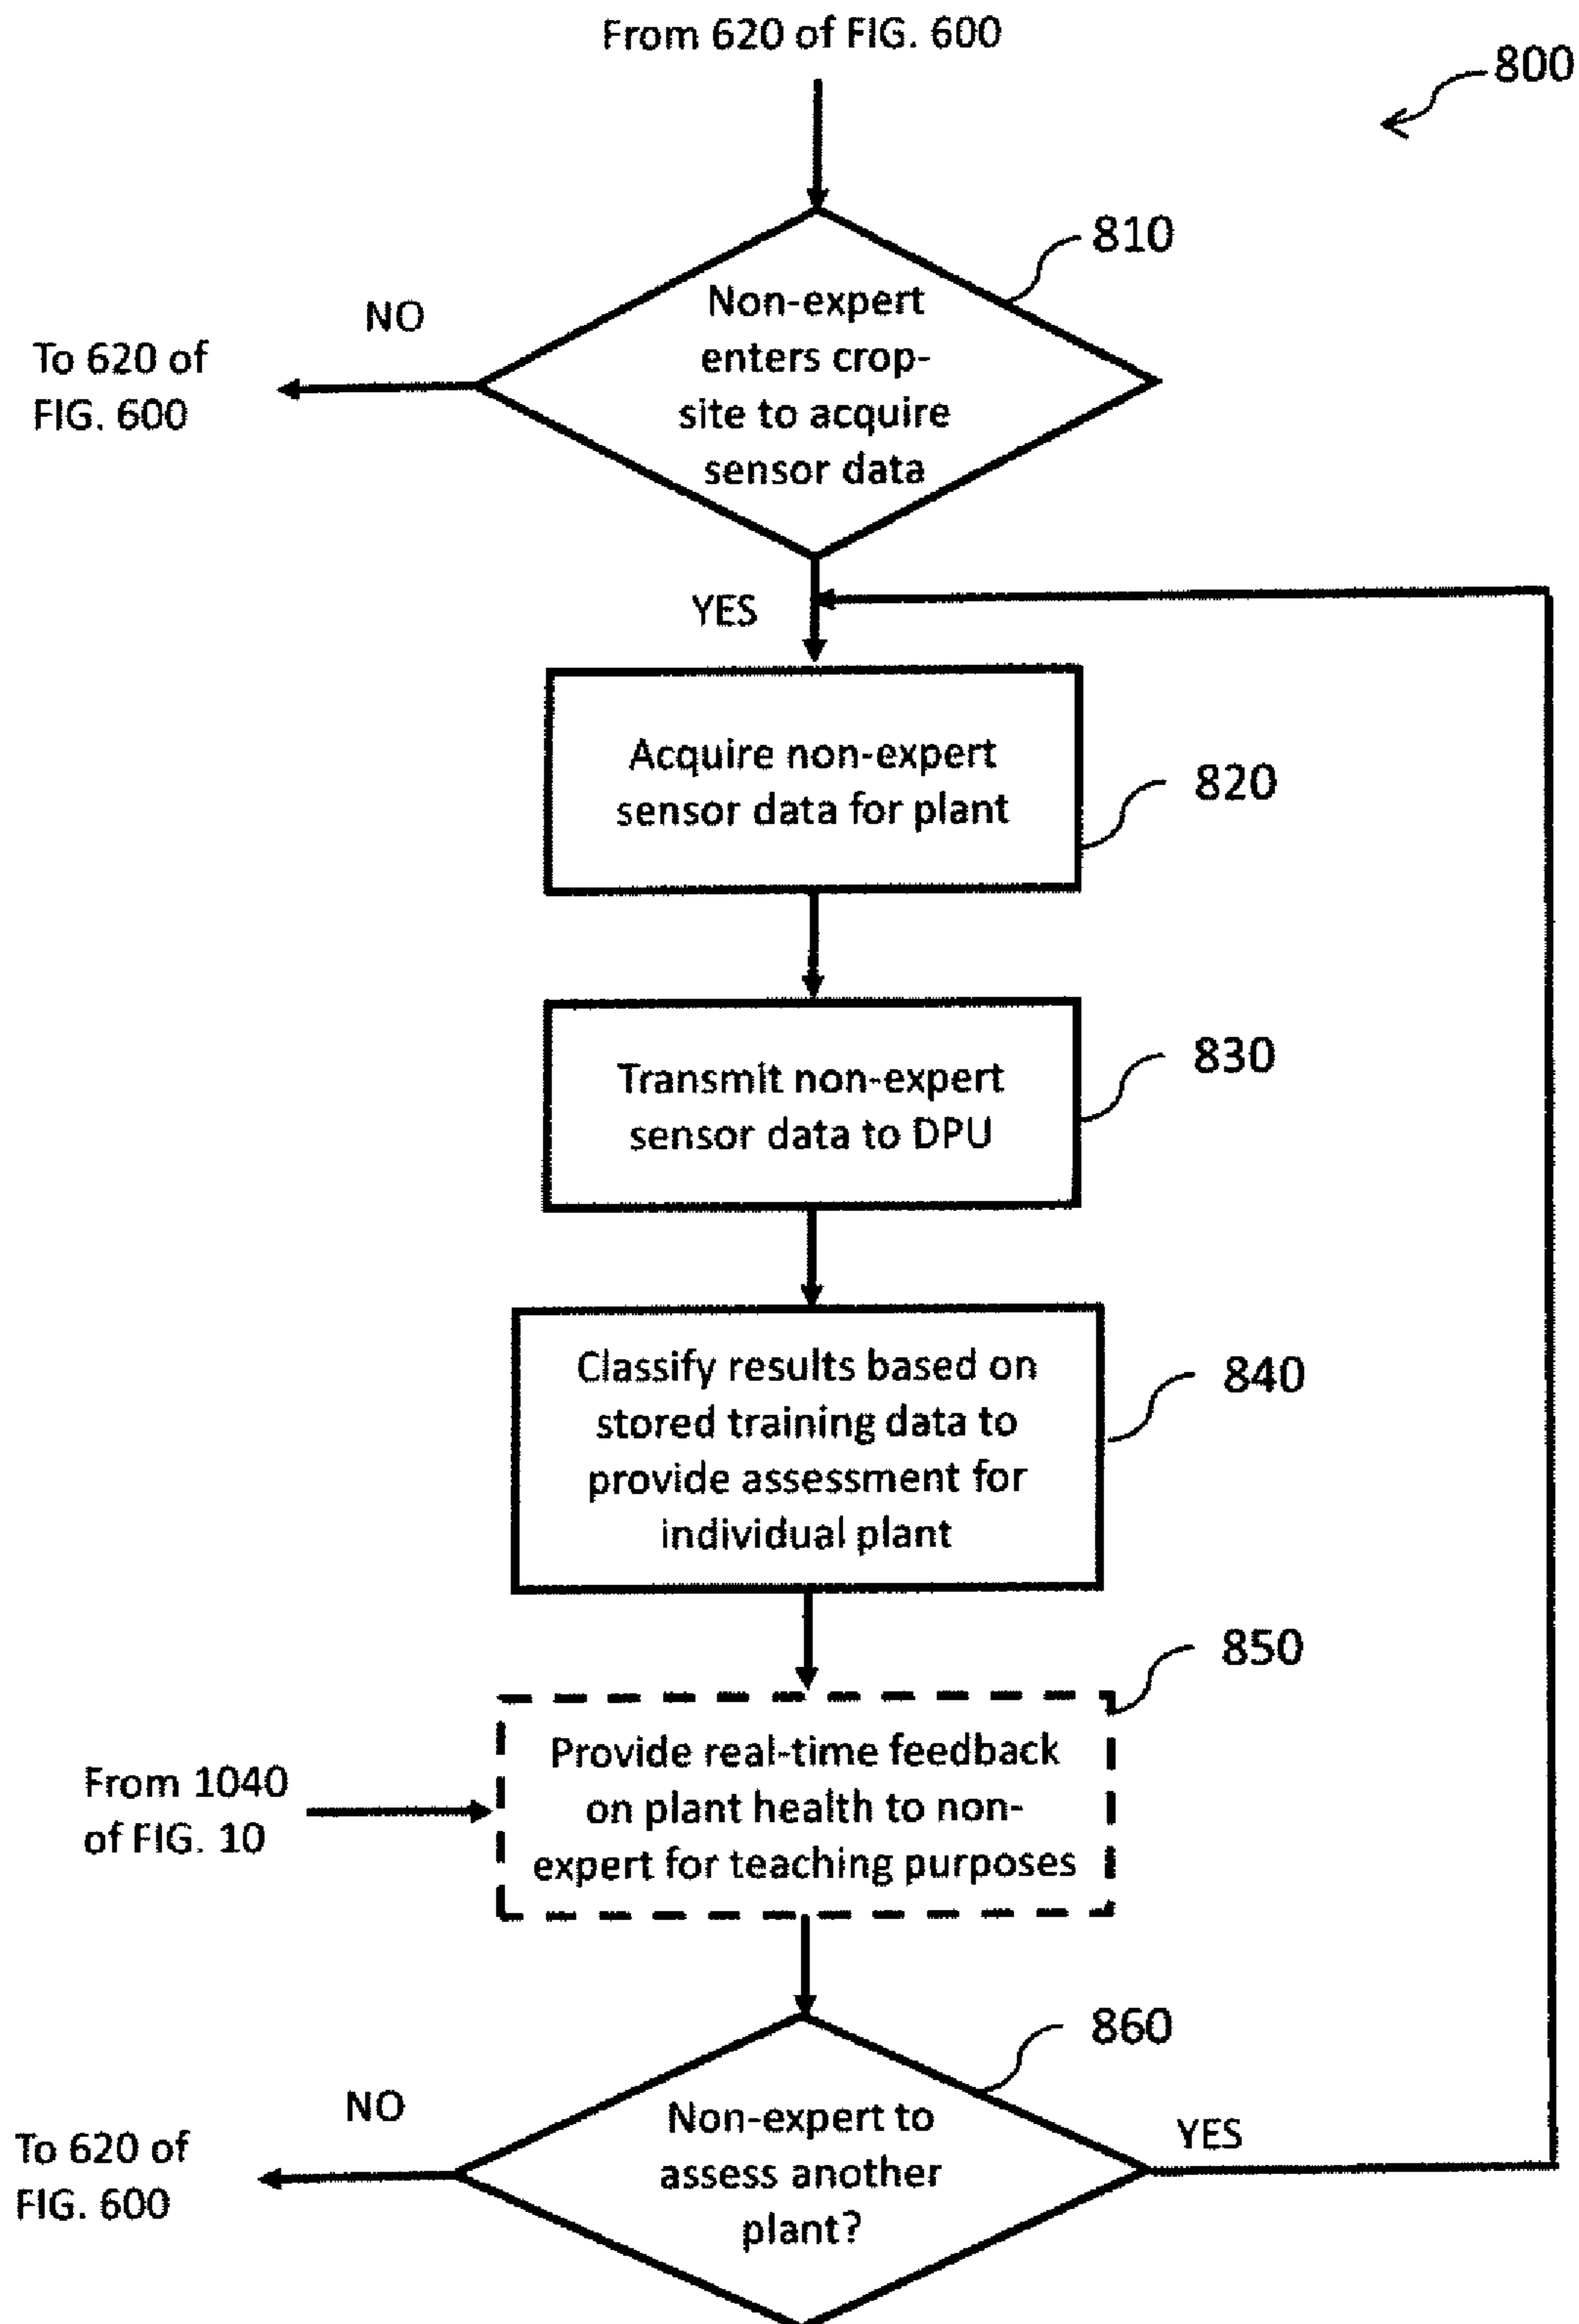 From 620 of FIG. 600
800
810
Non-expert
enters crop-
site to acquire
sensor data
NO
To 620 of
FIG. 600
YES
Acquire non-expert
sensor data for plant
820
Transmit non-expert
sensor data to DPU
830
Classify results based on
stored training data to
provide assessment for
individual plant
840
850
Provide real-time feedback
on plant health to non-
expert for teaching purposes
From 1040
of FIG. 10
860
Non-expert to
assess another
plant?
NO
To 620 of
FIG. 600
YES